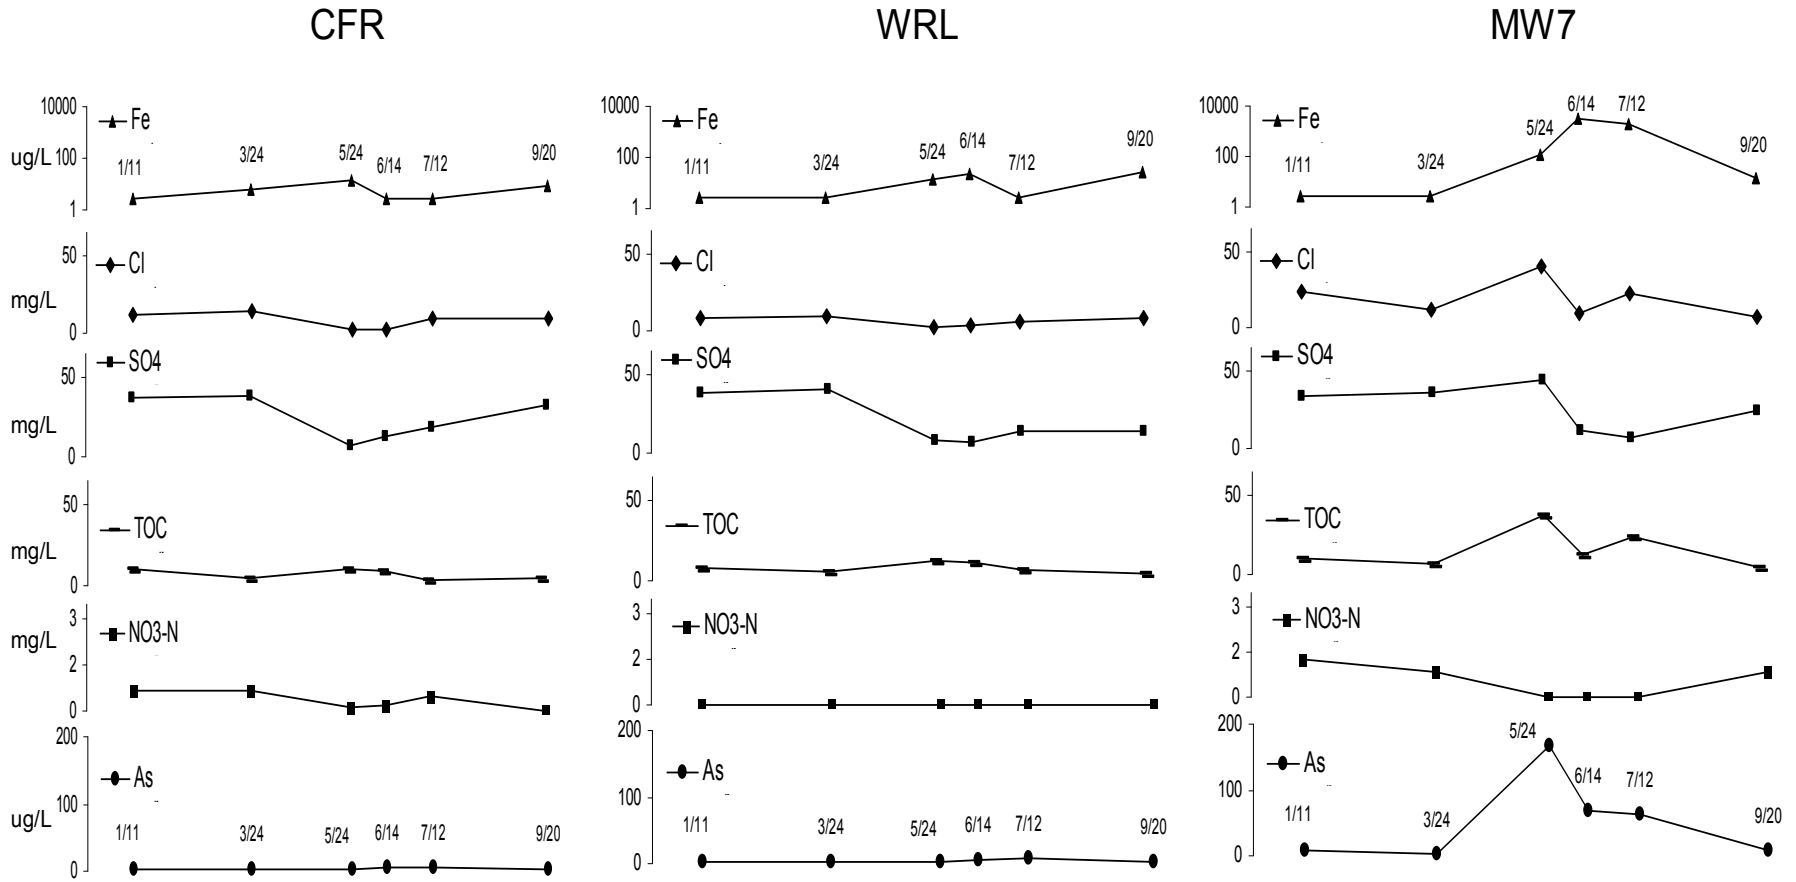 CFR WRL MW7
10000 Fe 10000 Fe 10000 Fe 6/14 7/12
ug/L 100 1/11 3/24 5/24 6/14 7/12 9/20 100 1/11 3/24 5/24 6/14 7/12 9/20 100 1/11 3/24 5/24 9/20
1 1 1
50 Cl 50 Cl 50 Cl
mg/L
0 0 0
SO4 SO4 SO4
50 50 50
mg/L
0 0 0
50 50 50
TOC TOC TOC
mg/L
0 0 0
3 3 3
mg/L NO3-N NO3-N NO3-N
2 2 2
0 0 0
200 200 200 5/24
As As As
100 100 100 6/14 7/12
ug/L 1/11 3/24 5/24 6/14 7/12 9/20 1/11 3/24 5/24 6/14 7/12 9/20 1/11 3/24 9/20
0 0 0